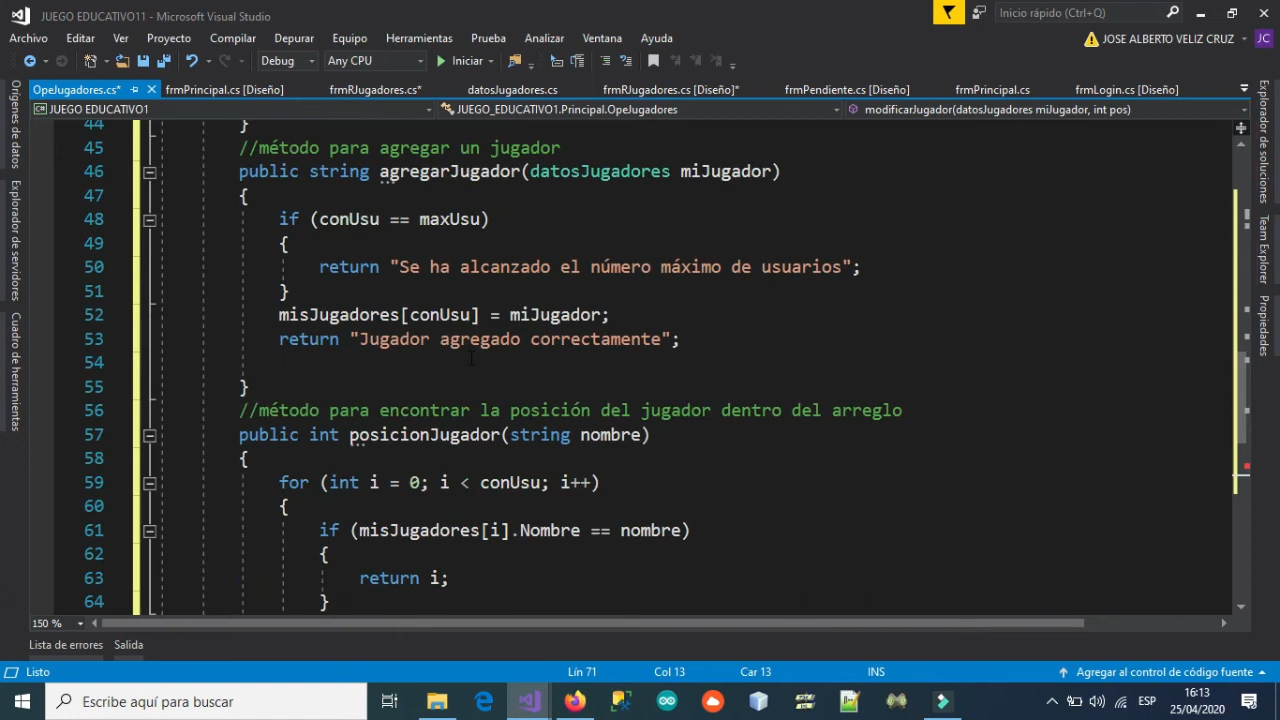 JUEGO EDUCATIVO11 - Microsoft Visual Studio
Inicio rápido (Ctrl+Q)
Archivo Editar Ver Proyecto Compilar Depurar Equipo Herramientas Prueba Analizar Ventana Ayuda
JOSE ALBERTO VELIZ CRUZ JC
Debug Any CPU Iniciar
OpeJugadores.cs* frmPrincipal.cs [Diseño] frmRJugadores.cs* datosJugadores.cs frmRJugadores.cs [Diseño]* frmPendiente.cs [Diseño] frmPrincipal.cs frmLogin.cs [Diseño]
JUEGO EDUCATIVO1 JUEGO_EDUCATIVO1.Principal.OpeJugadores modificarJugador(datosJugadores miJugador, int pos)
Orígenes de datos
Explorador de servidores
Cuadro de herramientas
44 }
45 //método para agregar un jugador
46 public string agregarJugador(datosJugadores miJugador)
47 {
48 if (conUsu == maxUsu)
49 {
50 return "Se ha alcanzado el número máximo de usuarios";
51 }
52 misJugadores[conUsu] = miJugador;
53 return "Jugador agregado correctamente";
54
55 }
56 //método para encontrar la posición del jugador dentro del arreglo
57 public int posicionJugador(string nombre)
58 {
59 for (int i = 0; i < conUsu; i++)
60 {
61 if (misJugadores[i].Nombre == nombre)
62 {
63 return i;
64 }
Explorador de soluciones
Team Explorer
Propiedades
150 %
Lista de errores Salida
Listo Lín 71 Col 13 Car 13 INS Agregar al control de código fuente
Escribe aquí para buscar
ESP
16:13
25/04/2020